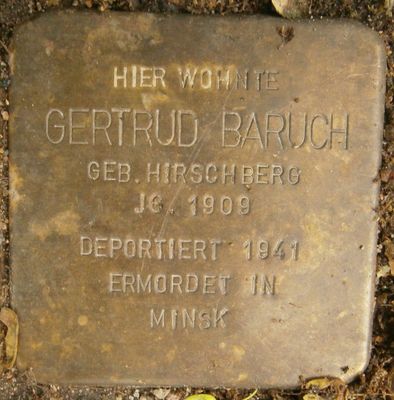 HIER WOHNTE
GERTRUD BARUCH
GEB. HIRSCHBERG
JG. 1909
DEPORTIERT 1941
ERMORDET IN
MINSK